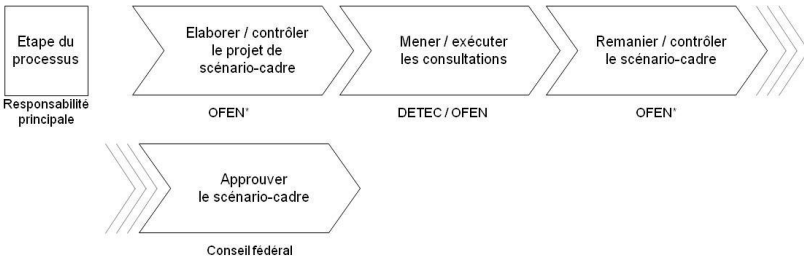 Etape du
processus
Elaborer / contrôler
le projet de
scénario-cadre
Mener / exécuter
les consultations
Remanier / contrôler
le scénario-cadre
Responsabilité
principale
OFEN*
DETEC / OFEN
OFEN*
Approuver
le scénario-cadre
Conseil fédéral